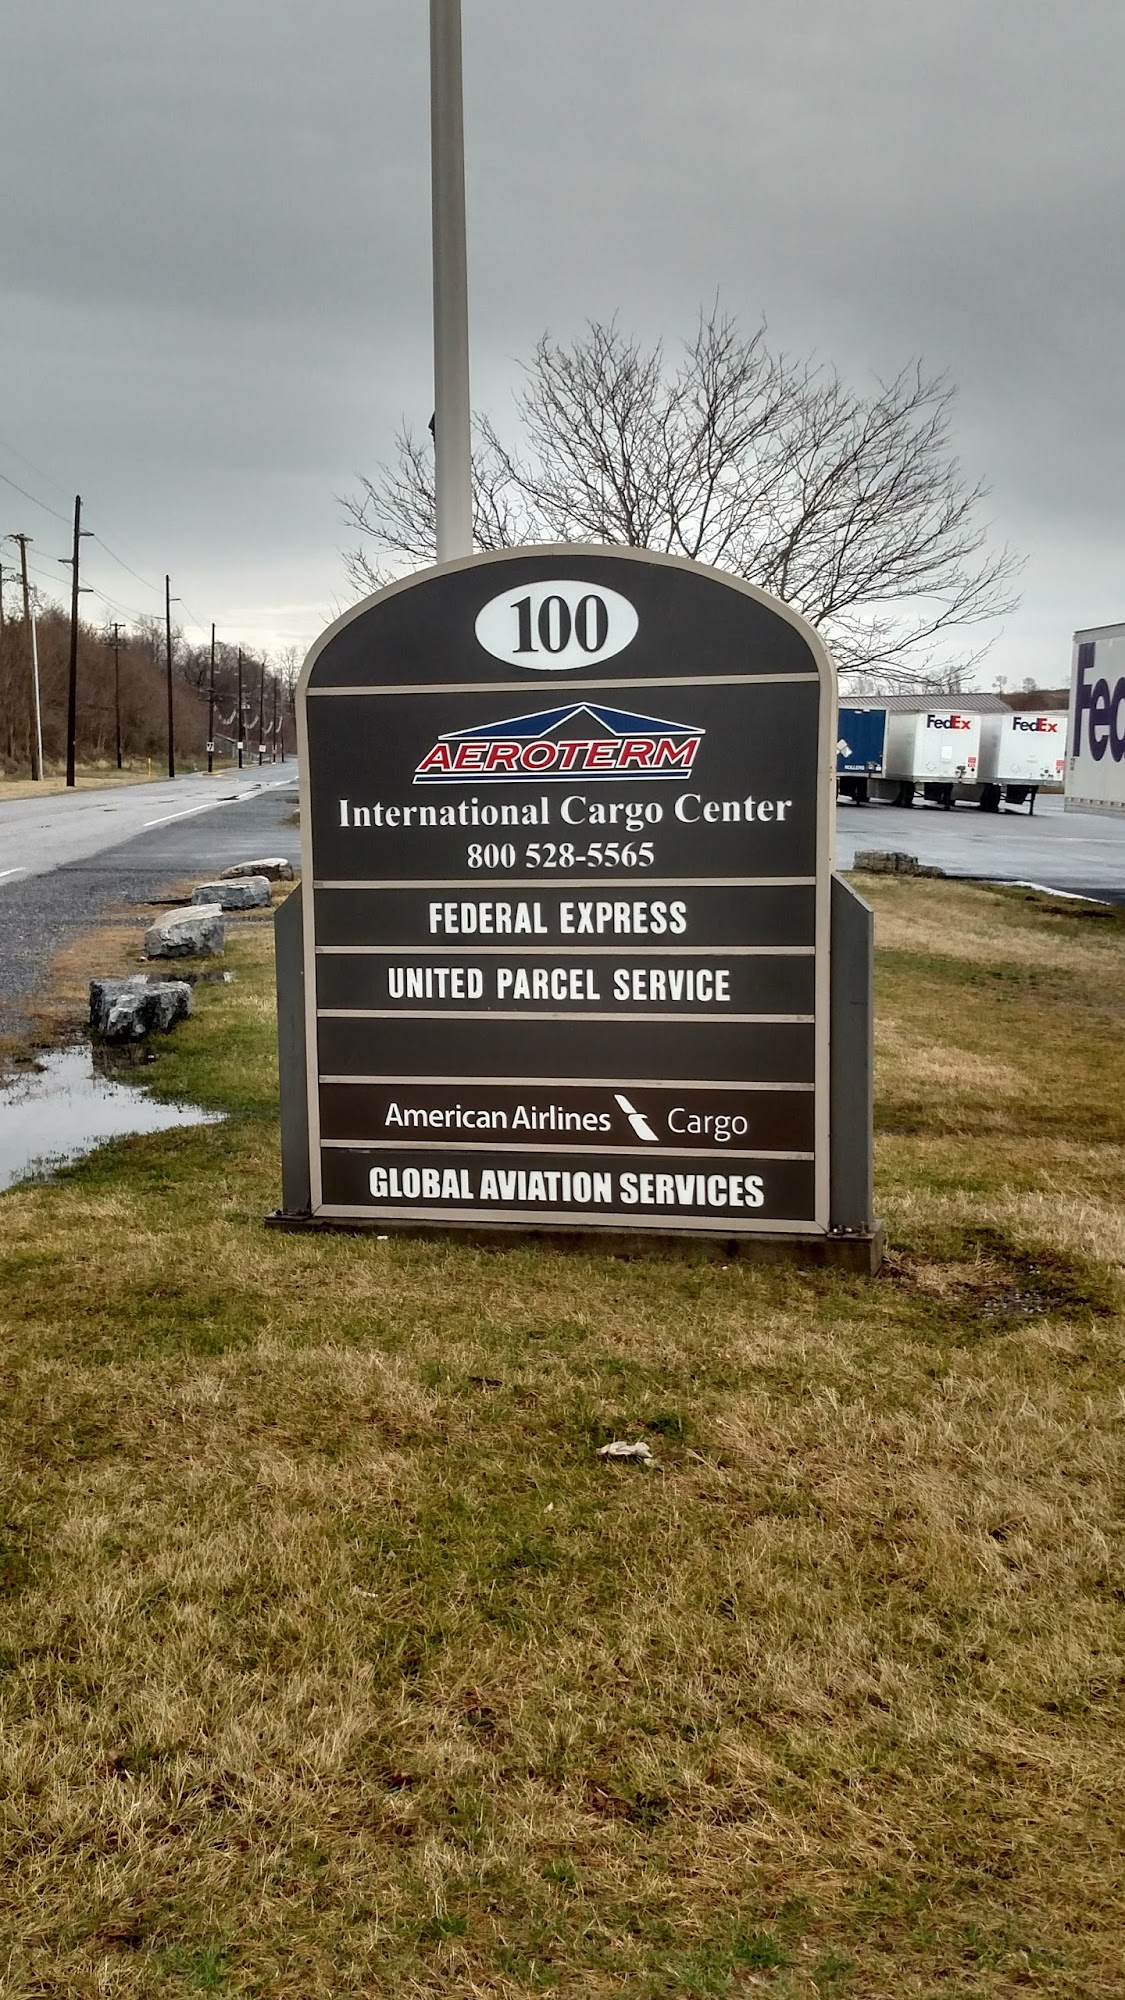 100
AEROTERM
International Cargo Center
800 528-5565
FEDERAL EXPRESS
UNITED PARCEL SERVICE
American Airlines Cargo
GLOBAL AVIATION SERVICES
FedEx
FedEx
Fed